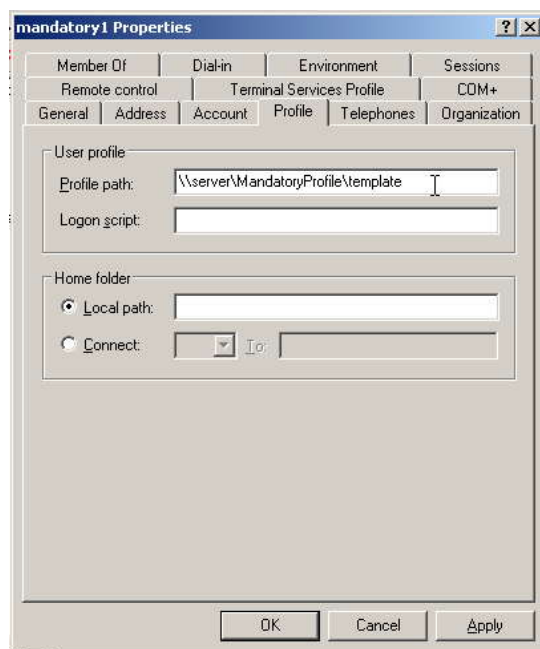 mandatory1 Properties
Member Of Dial-in Environment Sessions
Remote control Terminal Services Profile COM+
General Address Account Profile Telephones Organization
User profile
Profile path: \\server\MandatoryProfile\template
Logon script:
Home folder
Local path:
Connect: To:
OK Cancel Apply